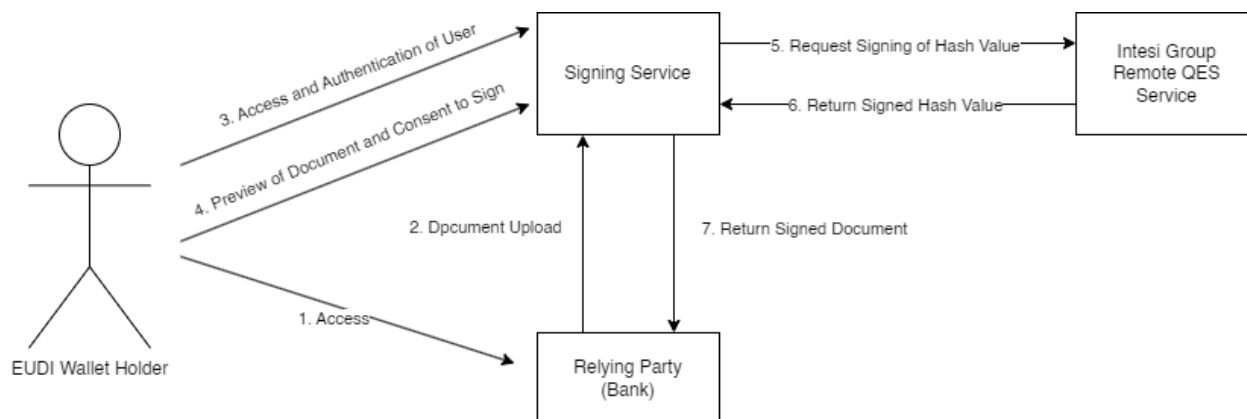 3. Access and Authentication of User
Signing Service
5. Request Signing of Hash Value
Intesi Group
Remote QES
Service
6. Return Signed Hash Value
4. Preview of Document and Consent to Sign
2. Dpcument Upload
7. Return Signed Document
1. Access
EUDI Wallet Holder
Relying Party
(Bank)